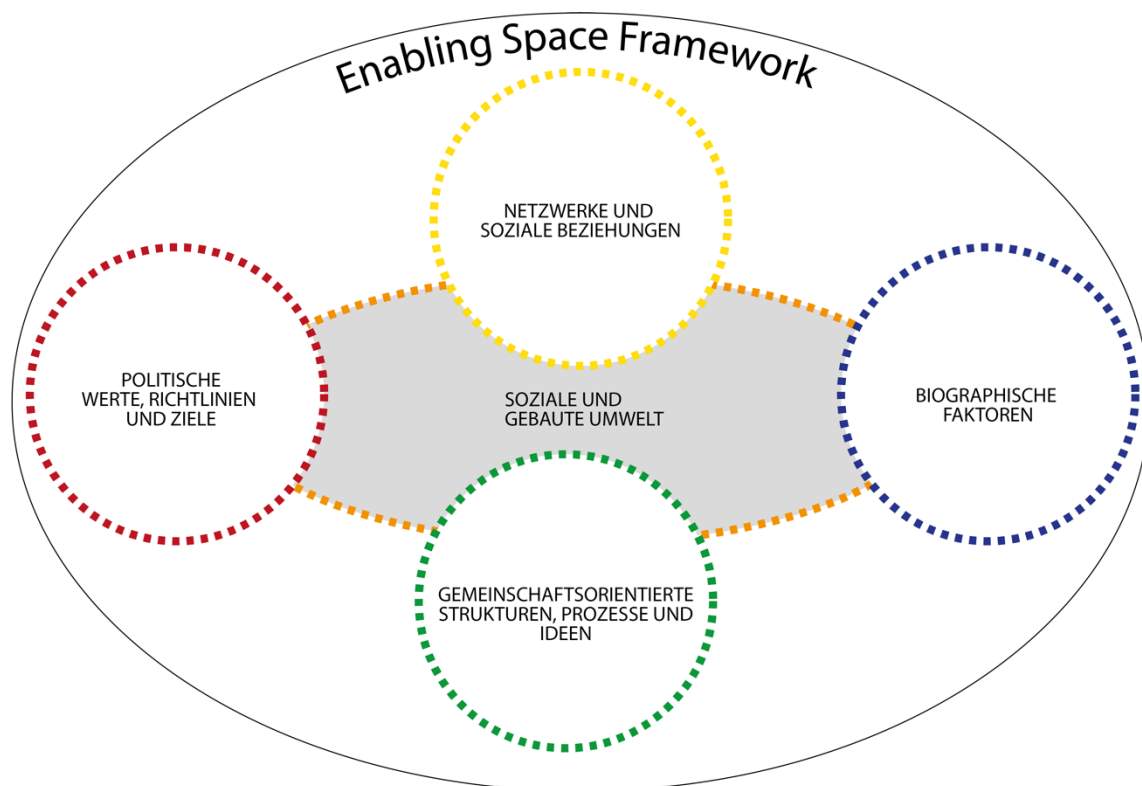 Enabling Space Framework
NETZWERKE UND
SOZIALE BEZIEHUNGEN
POLITISCHE
WERTE, RICHTLINIEN
UND ZIELE
SOZIALE UND
GEBAUTE UMWELT
BIOGRAPHISCHE
FAKTOREN
GEMEINSCHAFTSORIENTIERTE
STRUKTUREN, PROZESSE UND
IDEEN